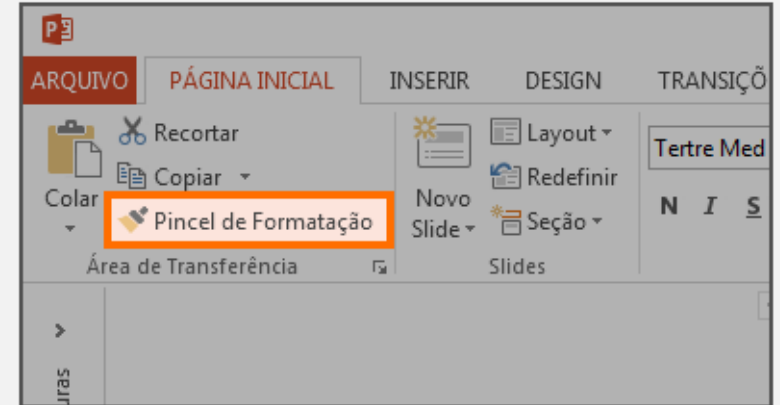 ARQUIVO PÁGINA INICIAL INSERIR DESIGN TRANSIÇÕ
Recortar
Copiar
Pincel de Formatação
Colar
Área de Transferência
Novo
Slide
Layout
Redefinir
Seção
Slides
Tertre Med
N I S
uras